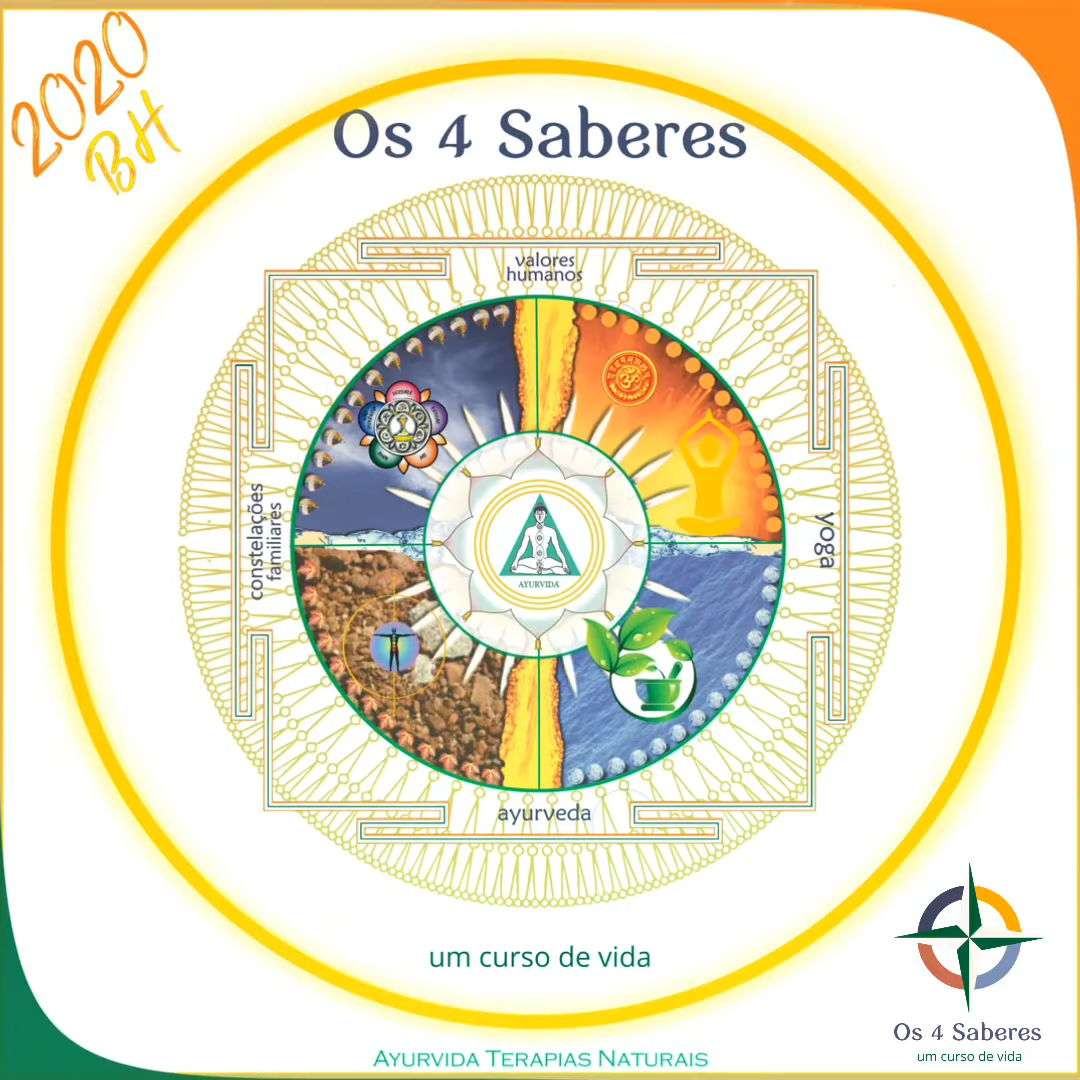 2020
BH
Os 4 Saberes
valores
humanos
constelações
familiares
yoga
AYURVIDA
ayurveda
um curso de vida
Os 4 Saberes
um curso de vida
AYURVIDA TERAPIAS NATURAIS